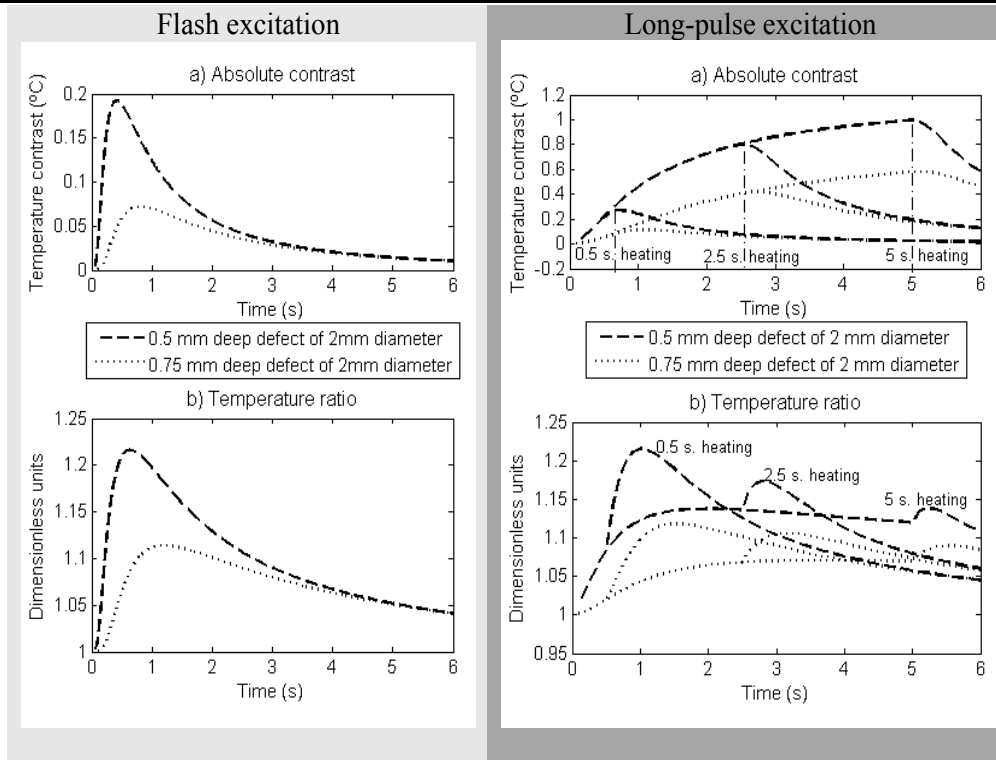 Flash excitation
a) Absolute contrast
Temperature contrast (ºC)
0.2
0.15
0.1
0.05
0
0 1 2 3 4 5 6
Time (s)
0.5 mm deep defect of 2mm diameter
0.75 mm deep defect of 2mm diameter
b) Temperature ratio
Dimensionless units
1.25
1.2
1.15
1.1
1.05
1
0 1 2 3 4 5 6
Time (s)
Long-pulse excitation
a) Absolute contrast
Temperature contrast (ºC)
1.2
1
0.8
0.6
0.4
0.2
0
-0.2
0.5 s. heating 2.5 s. heating 5 s. heating
0 1 2 3 4 5 6
Time (s)
0.5 mm deep defect of 2 mm diameter
0.75 mm deep defect of 2 mm diameter
b) Temperature ratio
Dimensionless units
1.25
1.2
1.15
1.1
1.05
1
0.95
0.5 s. heating
2.5 s. heating
5 s. heating
0 1 2 3 4 5 6
Time (s)